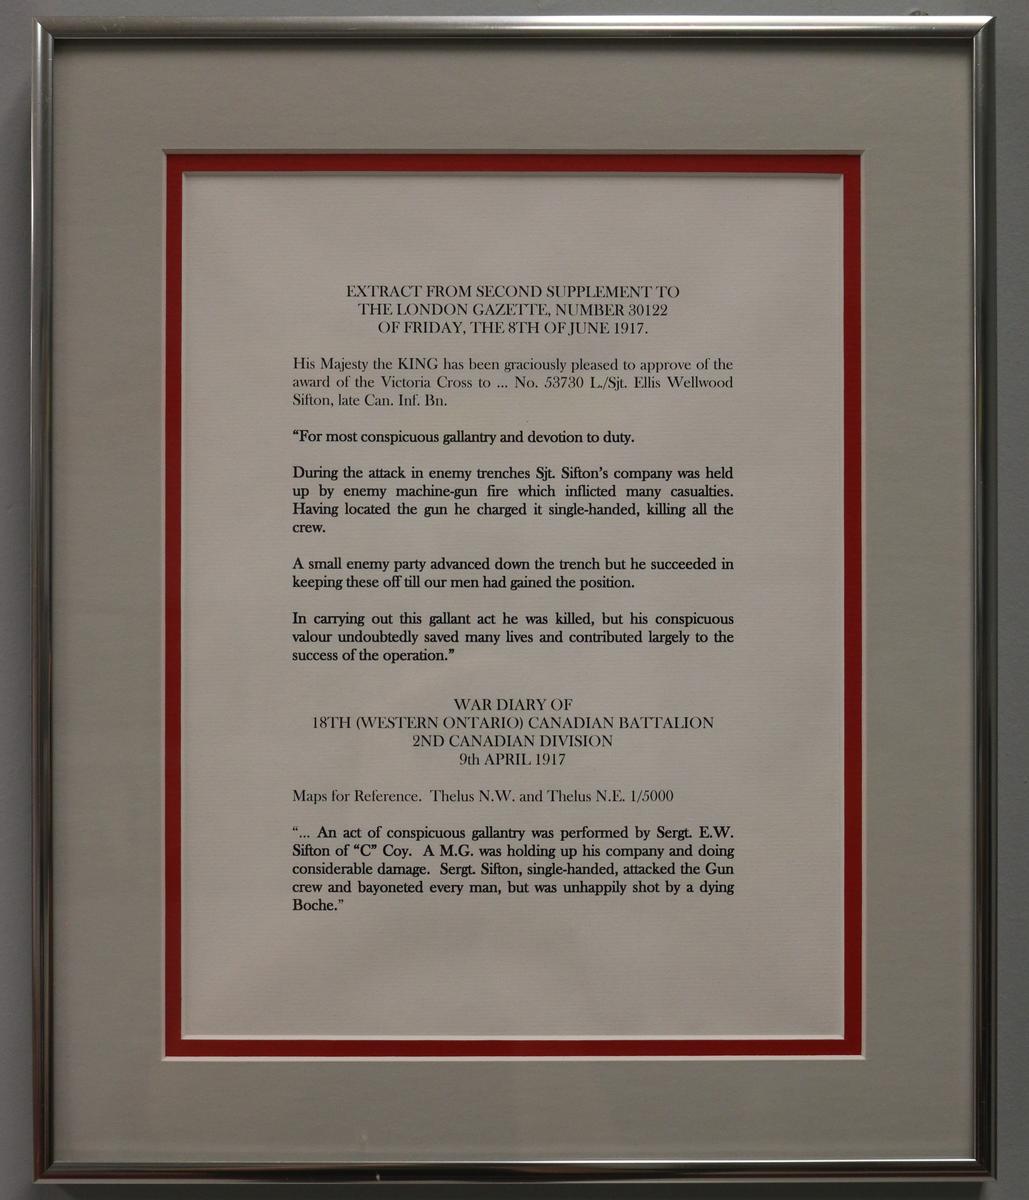 EXTRACT FROM SECOND SUPPLEMENT TO
THE LONDON GAZETTE, NUMBER 30122
OF FRIDAY, THE 8TH OF JUNE 1917.
His Majesty the KING has been graciously pleased to approve of the
award of the Victoria Cross to ... No. 53730 L./Sjt. Ellis Wellwood
Sifton, late Can. Inf. Bn.
“For most conspicuous gallantry and devotion to duty.
During the attack in enemy trenches Sjt. Sifton’s company was held
up by enemy machine-gun fire which inflicted many casualties.
Having located the gun he charged it single-handed, killing all the
crew.
A small enemy party advanced down the trench but he succeeded in
keeping these off till our men had gained the position.
In carrying out this gallant act he was killed, but his conspicuous
valour undoubtedly saved many lives and contributed largely to the
success of the operation.”
WAR DIARY OF
18TH (WESTERN ONTARIO) CANADIAN BATTALION
2ND CANADIAN DIVISION
9th APRIL 1917
Maps for Reference. Thelus N.W. and Thelus N.E. 1/5000
“... An act of conspicuous gallantry was performed by Sergt. E.W.
Sifton of “C” Coy. A M.G. was holding up his company and doing
considerable damage. Sergt. Sifton, single-handed, attacked the Gun
crew and bayoneted every man, but was unhappily shot by a dying
Boche.”